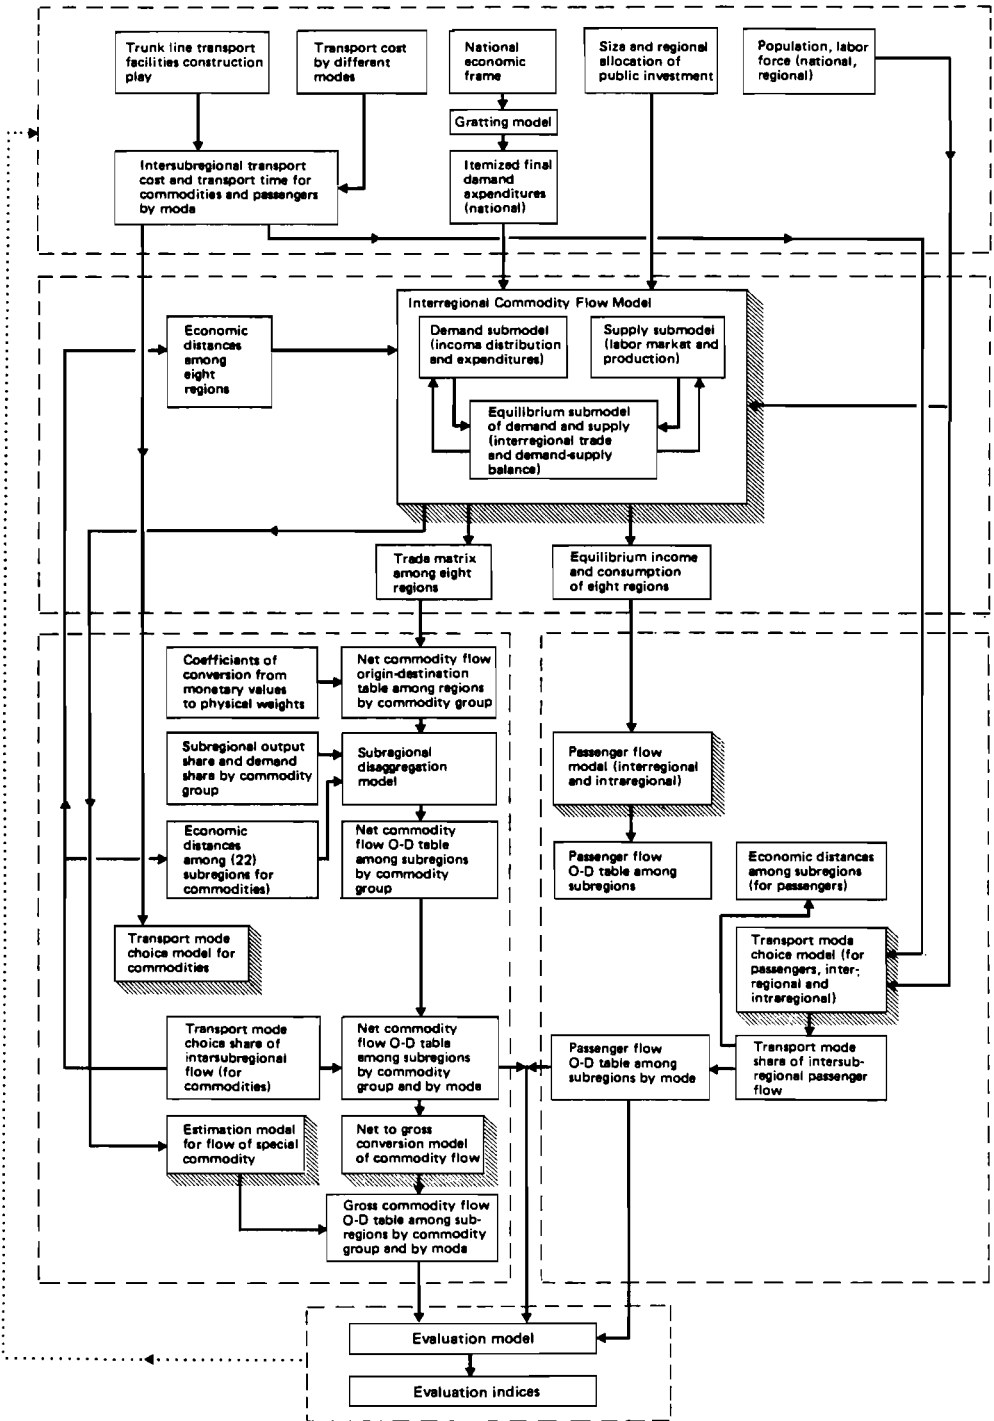 Trunk line transport
facilities construction
play
Transport cost
by different
modes
National
economic
frame
Size and regional
allocation of
public investment
Population, labor
force (national,
regional)
Gratting model
Intersubregional transport
cost and transport time for
commodities and passengers
by moda
Itemized final
demand
axpenditures
(national)
Interregional Commodity Flow Model
Economic
distances
among
eight
regions
Demand submodel
(incoma distribution
and expenditures)
Supply submodel
(labor market and
production)
Equilibrium submodel
of demand and supply
(interregional trade
and demand-supply
balance)
Trada matrix
among eight
regions
Equilibrium income
and consumption
of eight regions
Coefficients of
conversion from
monetary values
to physical weights
Net commodity flow
origin-destination
table among regions
by commodity group
Subregional output
share and demand
share by commodity
group
Subregional
disaggregation
model
Passenger flow
model (interregional
and intraregional)
Economic
distances
among (22)
subregions for
commodities)
Net commodity
flow O-D table
among subregions
by commodity
group
Passenger flow
O-D table among
subregions
Economic distances
among subregions
(for passengers)
Transport mode
choice model for
commodities
Transport moda
choice model (for
passengers, inter-
regional and
intraregional)
Transport mode
choice share of
intersubregional
flow (for
commodities)
Net commodity
flow O-D table
among subregions
by commodity
group and by mode
Passenger flow
O-D table among
subregions by mode
Transport mode
share of intersub-
regional passenger
flow
Estimation model
for flow of special
commodity
Net to gross
conversion model
of commodity flow
Gross commodity flow
O-D table among sub-
regions by commodity
group and by moda
Evaluation model
Evaluation indices